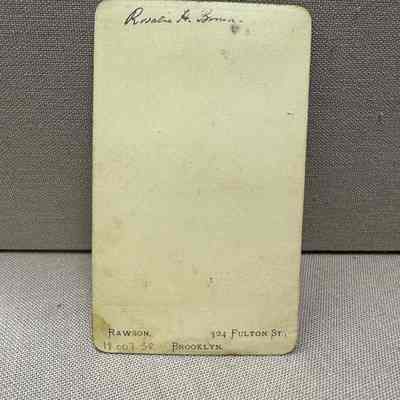 Rosalie H.
RAWSON, 324 FULTON ST.,
BROOKLYN.